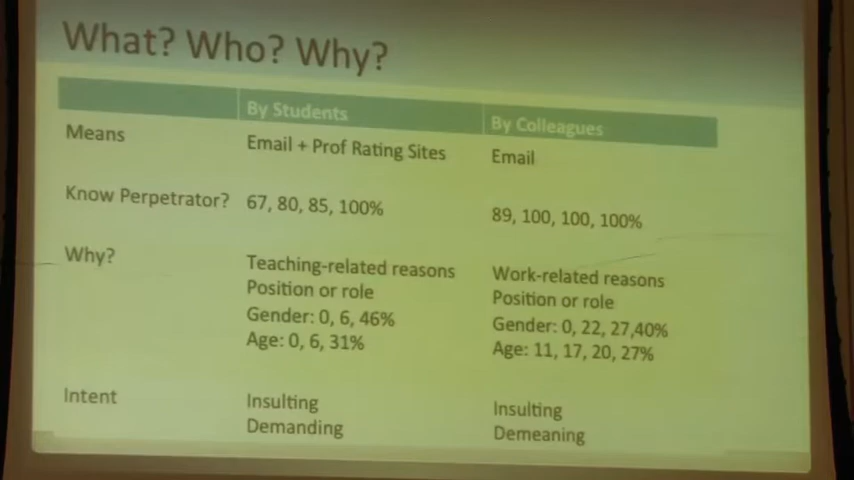 What? Who? Why?
By Students By Colleagues
Means Email + Prof Rating Sites Email
Know Perpetrator? 67, 80, 85, 100% 89, 100, 100, 100%
Why? Teaching-related reasons Work-related reasons
Position or role Position or role
Gender: 0, 6, 46% Gender: 0, 22, 27,40%
Age: 0, 6, 31% Age: 11, 17, 20, 27%
Intent Insulting Insulting
Demanding Demeaning